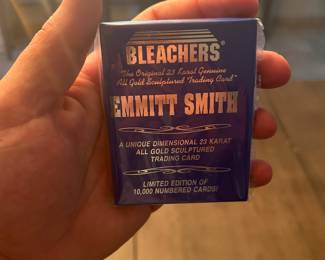 BLEACHERS®
"The Original 23 Karat Genuine
All Gold Sculptured Trading Card"
EMMITT SMITH
A UNIQUE DIMENSIONAL 23 KARAT
ALL GOLD SCULPTURED
TRADING CARD
LIMITED EDITION OF
10,000 NUMBERED CARDS!